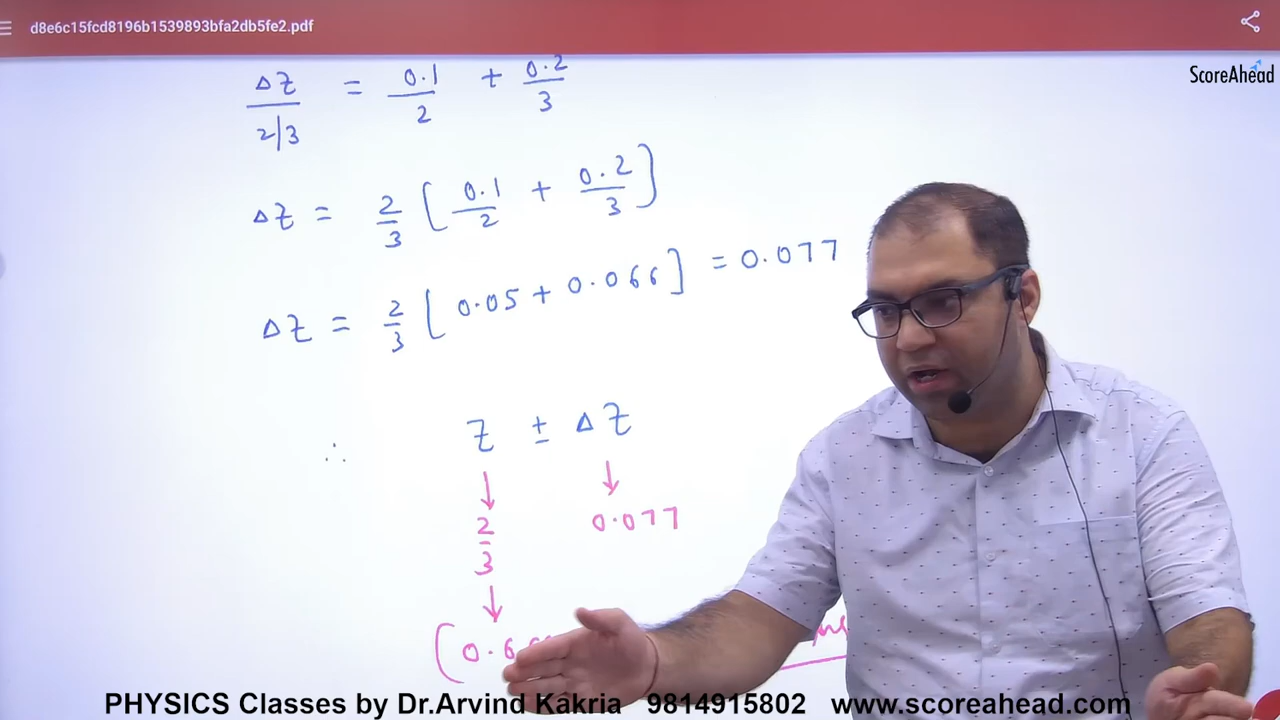 d8e6c15fcd8196b1539893bfa2db5fe2.pdf
ScoreAhead
ΔZ/2/3 = 0.1/2 + 0.2/3
ΔZ = 2/3 [ 0.1/2 + 0.2/3 ]
ΔZ = 2/3 [ 0.05 + 0.066 ] = 0.077
∴ Z ± ΔZ
↓ ↓
2/3 0.077
↓
( 0.6
PHYSICS Classes by Dr.Arvind Kakria 9814915802 www.scoreahead.com